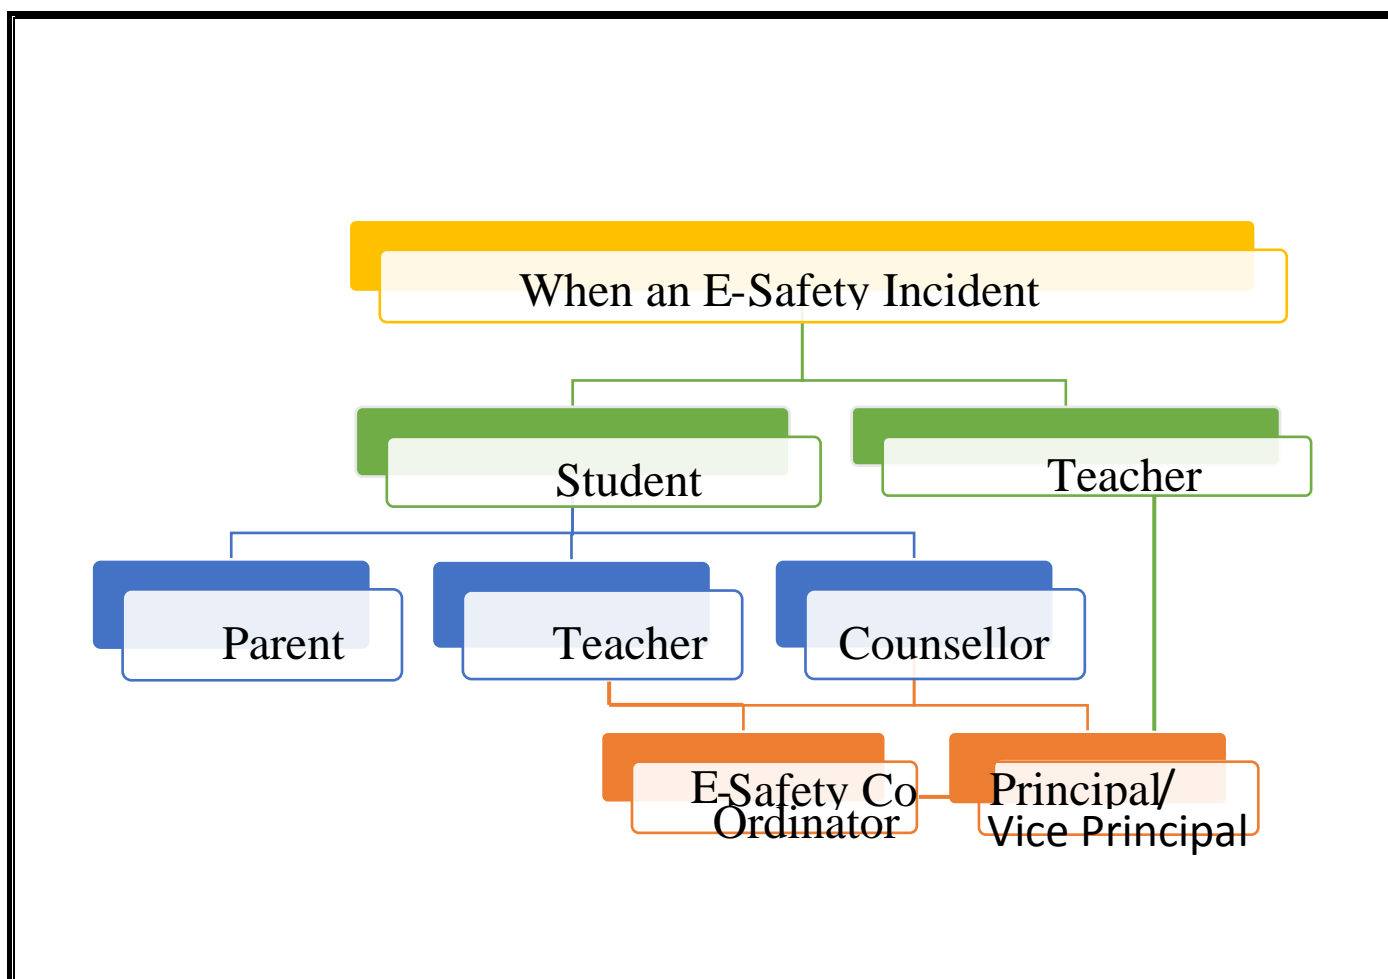 When an E-Safety Incident
Student
Teacher
Parent
Teacher
Counsellor
E-Safety Co
Ordinator
Principal/
Vice Principal